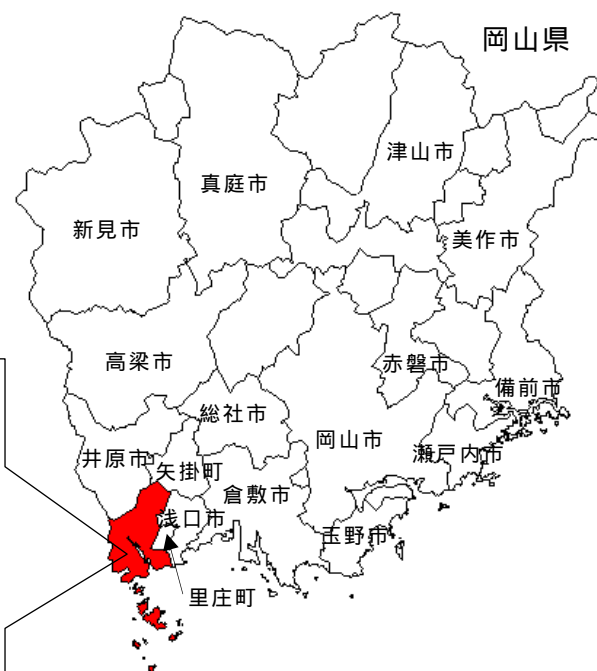 岡山県
津山市
真庭市
新見市
美作市
高梁市
赤磐市
備前市
総社市
岡山市
井原市
瀬戸内市
矢掛町
倉敷市
浅口市
玉野市
里庄町